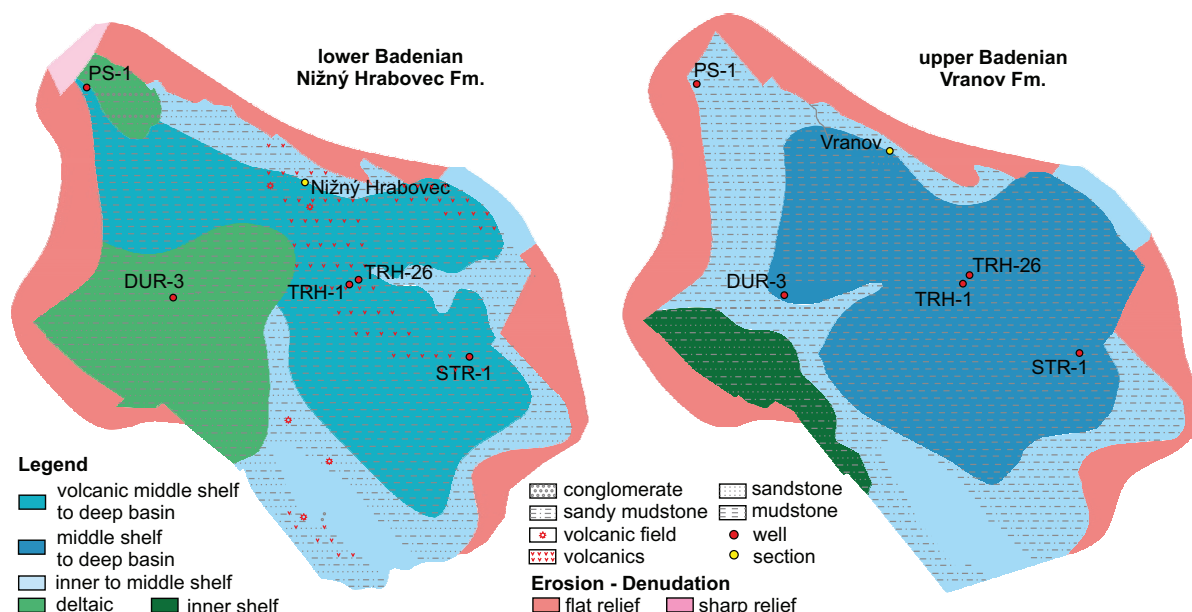 lower Badenian
Nižný Hrabovec Fm.
PS-1
Nižný Hrabovec
DUR-3
TRH-26
TRH-1
STR-1
upper Badenian
Vranov Fm.
PS-1
Vranov
DUR-3
TRH-26
TRH-1
STR-1
Legend
volcanic middle shelf
to deep basin
middle shelf
to deep basin
inner to middle shelf
deltaic
inner shelf
conglomerate
sandstone
sandy mudstone
mudstone
volcanic field
well
volcanics
section
Erosion - Denudation
flat relief
sharp relief